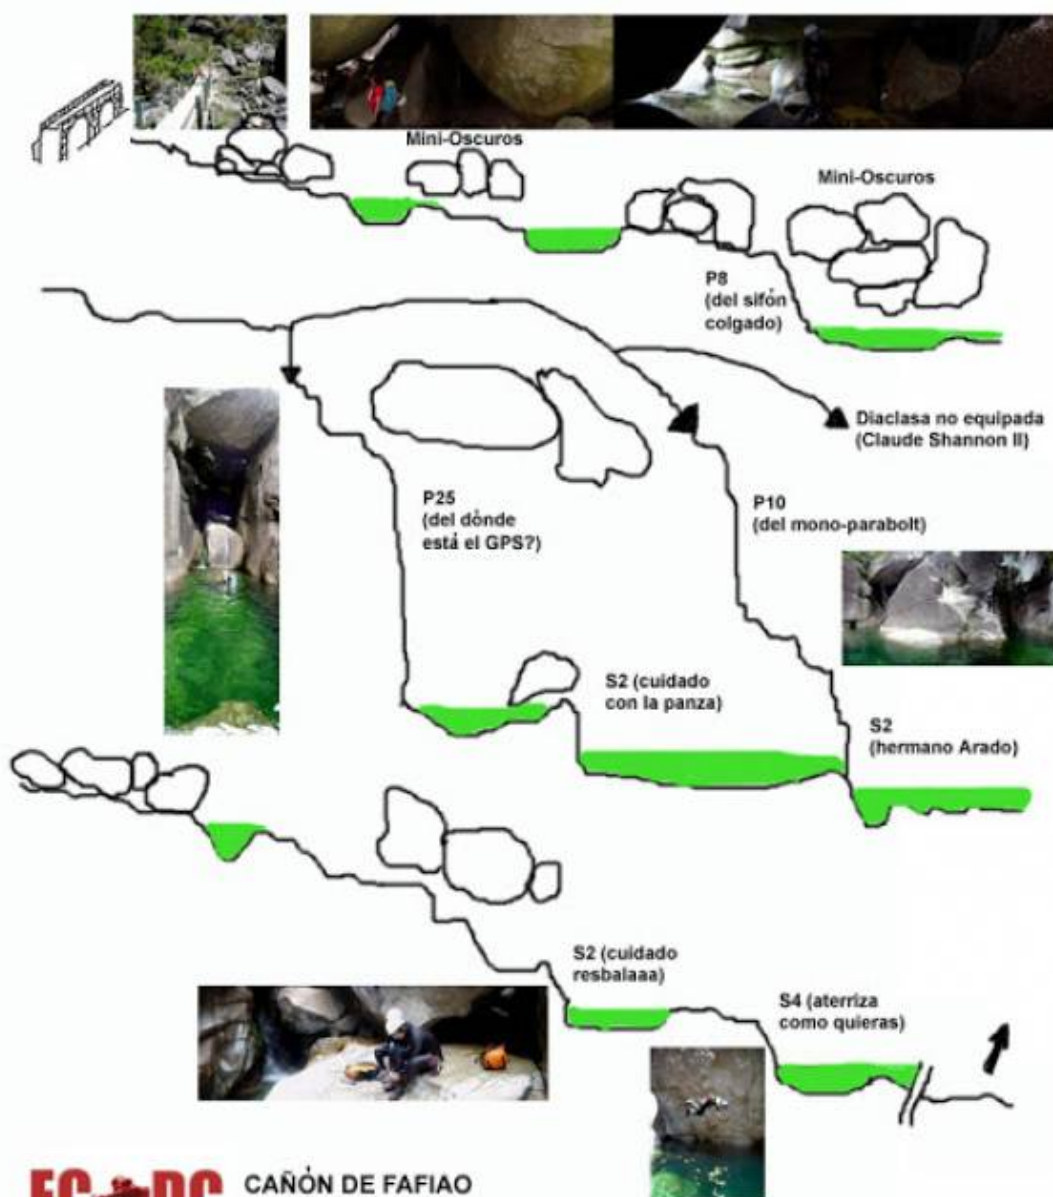 Mini-Oscuros
Mini-Oscuros
P8
(del sifón
colgado)
Diaclasa no equipada
(Claude Shannon II)
P25
(del dónde
está el GPS?)
P10
(del mono-parabolt)
S2 (cuidado
con la panza)
S2
(hermano Arado)
S2 (cuidado
resbalaaa)
S4 (aterriza
como quieras)
CAÑÓN DE FAFIAO